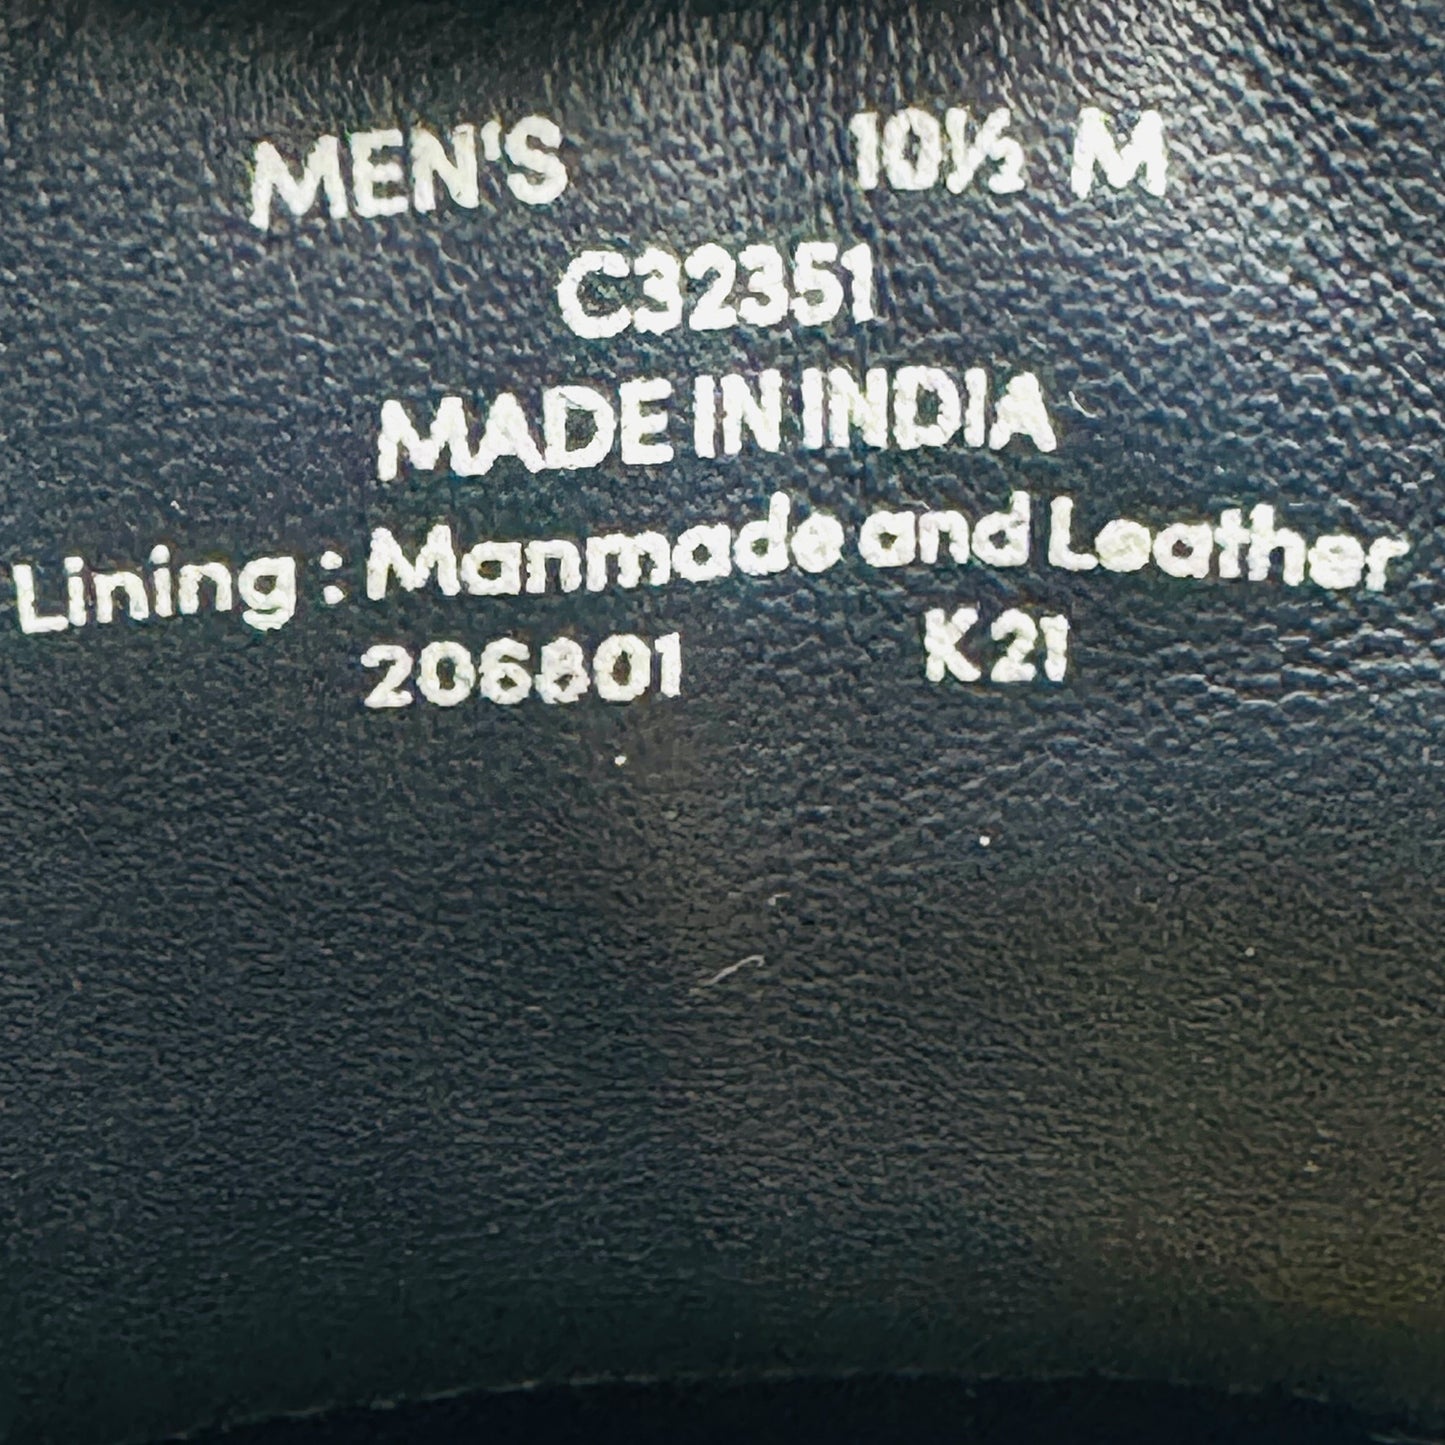 MEN'S 10½ M
C32351
MADE IN INDIA
Lining : Manmade and Leather
206801 K21